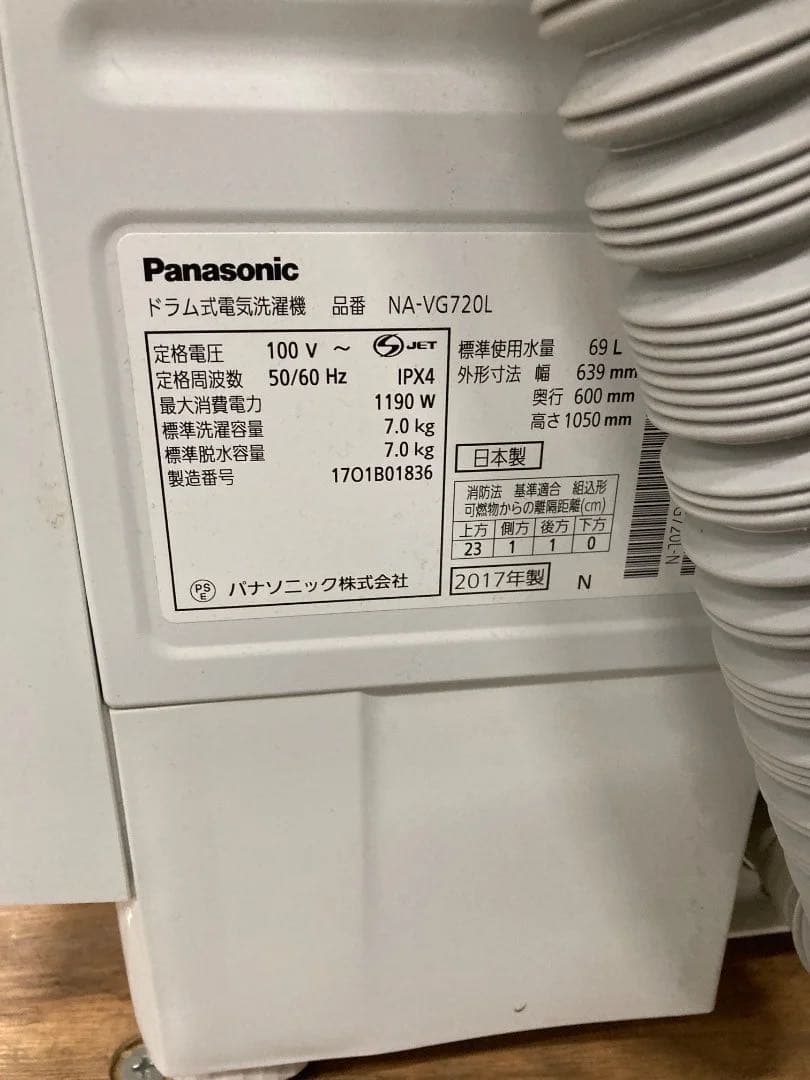 Panasonic
ドラム式電気洗濯機 品番 NA-VG720L
定格電圧 100 V ～ S JET
定格周波数 50/60 Hz IPX4
最大消費電力 1190 W
標準洗濯容量 7.0 kg
標準脱水容量 7.0 kg
製造番号 17O1B01836
PS E パナソニック株式会社
標準使用水量 69 L
外形寸法 幅 639 mm
奥行 600 mm
高さ 1050 mm
日本製
消防法 基準適合 組込形
可燃物からの離隔距離(cm)
上方 側方 後方 下方
23 1 1 0
2017年製 N